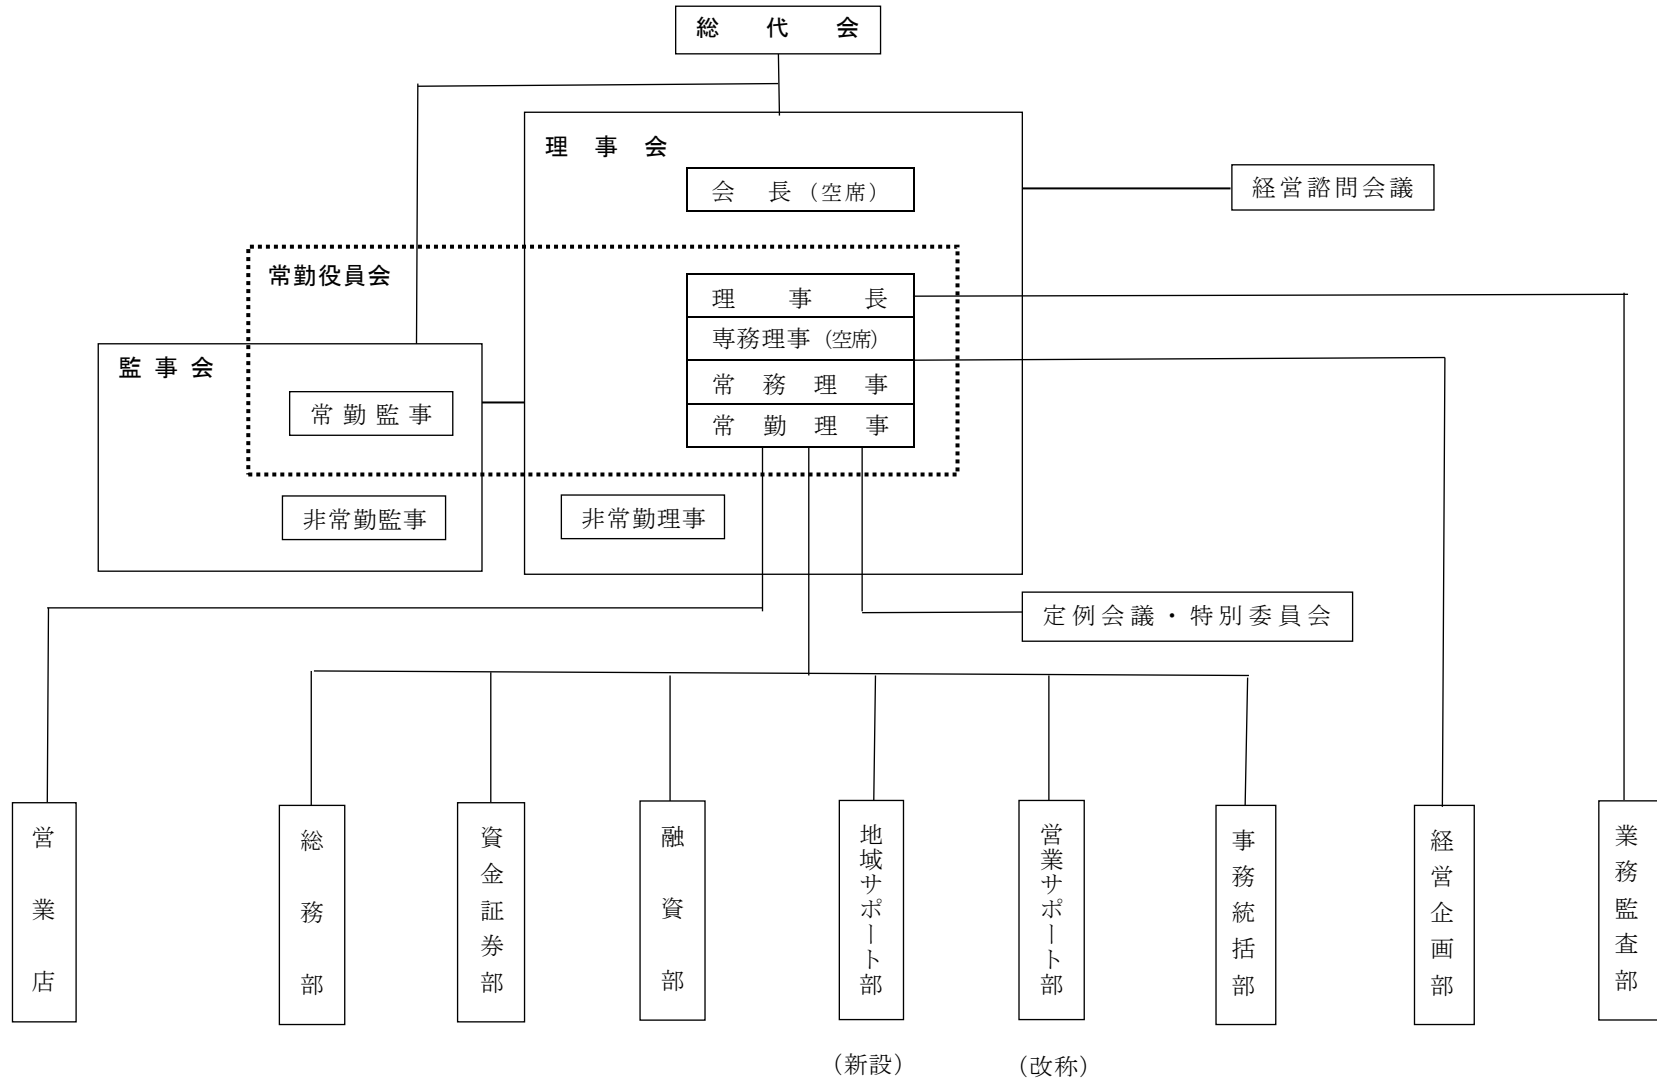 総代会
理事会
会長（空席）
経営諮問会議
常勤役員会
理事長
専務理事（空席）
監事会
常務理事
常勤監事
常勤理事
非常勤監事
非常勤理事
定例会議・特別委員会
営業店
総務部
資金証券部
融資部
地域サポート部
営業サポート部
事務統括部
経営企画部
業務監査部
（新設）
（改称）